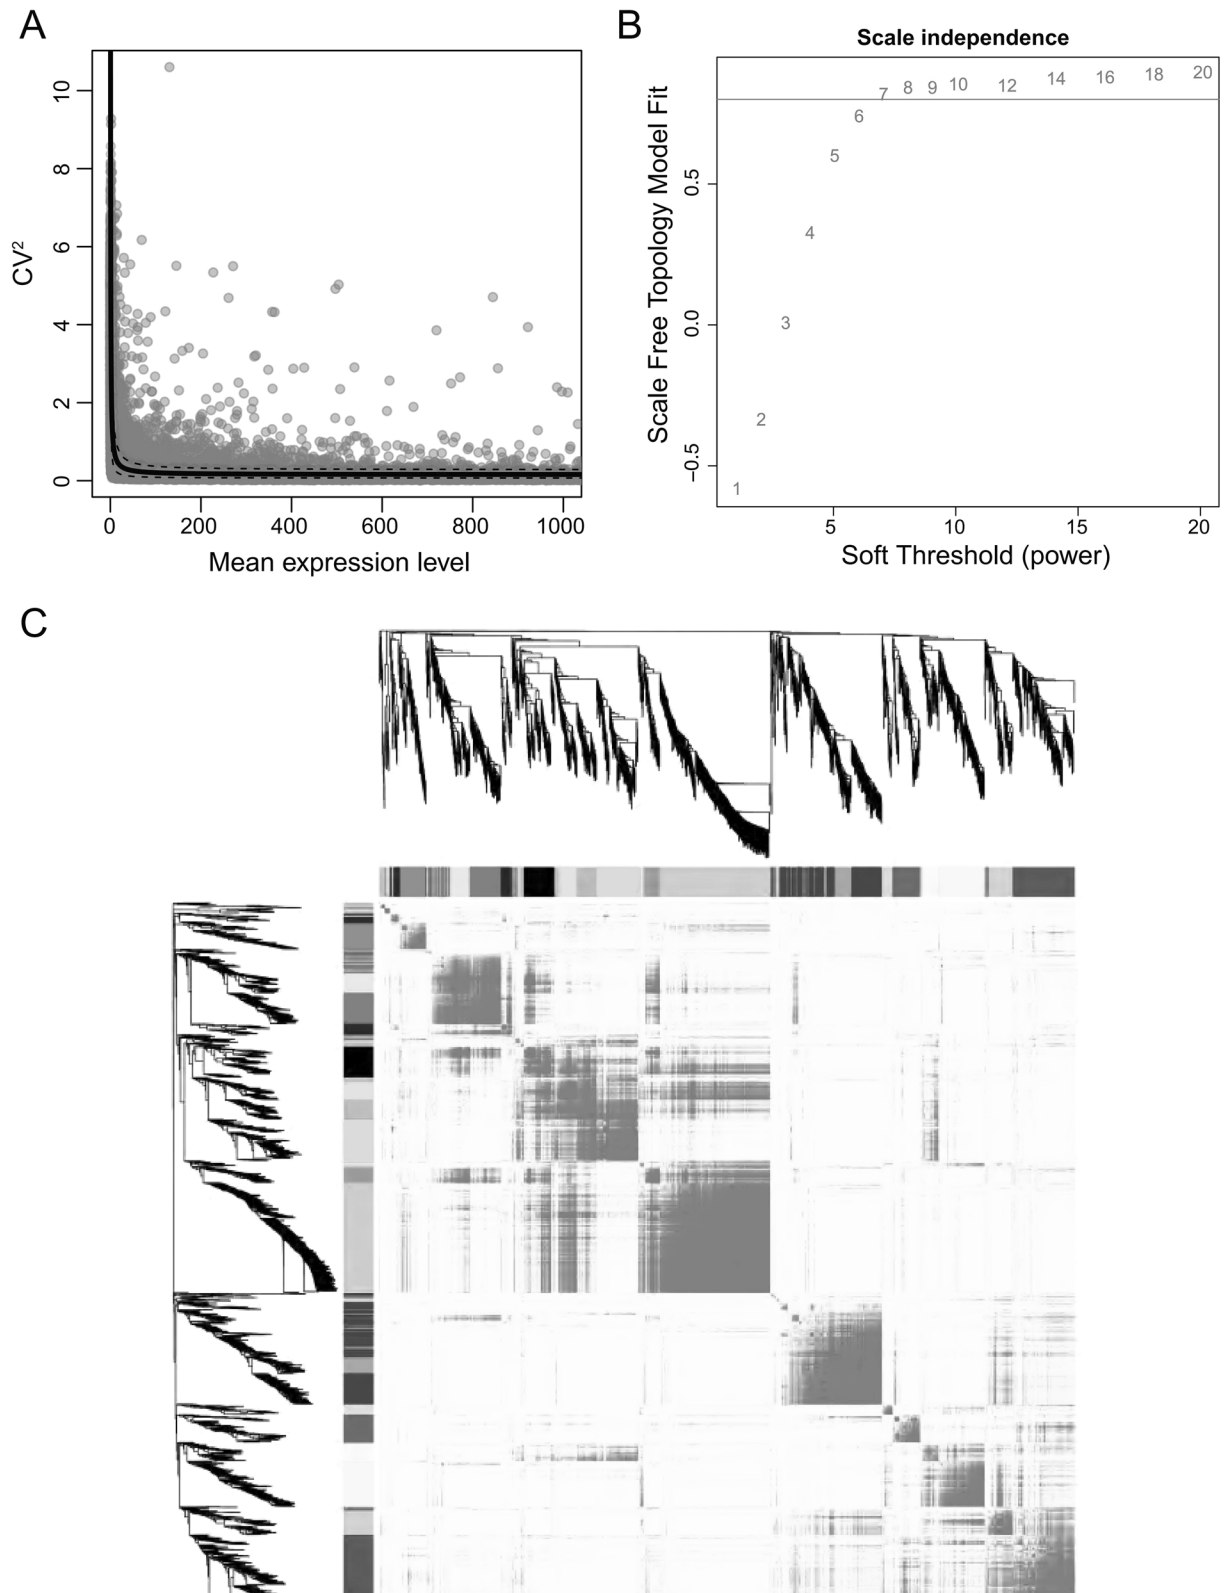 A
CV²
10
8
6
4
2
0
0 200 400 600 800 1000
Mean expression level
B
Scale independence
Scale Free Topology Model Fit
0.5
0.0
−0.5
1 2 3 4 5 6 7 8 9 10 12 14 16 18 20
5 10 15 20
Soft Threshold (power)
C